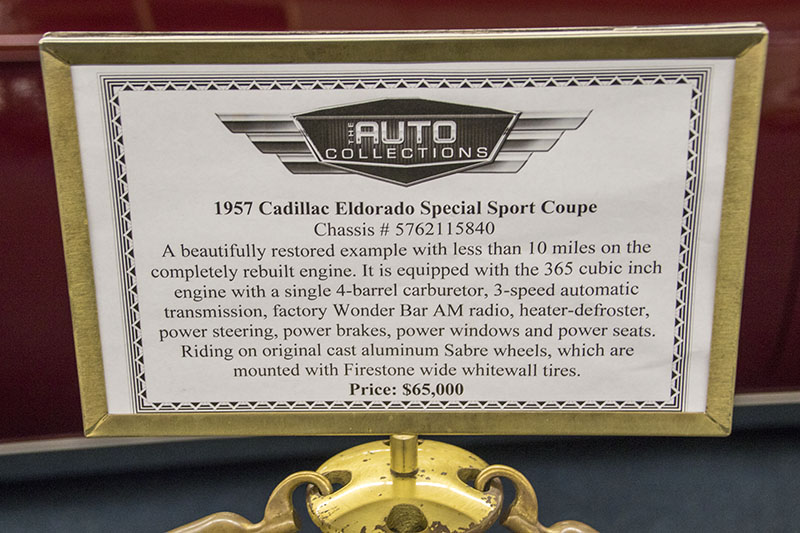 THE AUTO
COLLECTIONS
1957 Cadillac Eldorado Special Sport Coupe
Chassis # 5762115840
A beautifully restored example with less than 10 miles on the
completely rebuilt engine. It is equipped with the 365 cubic inch
engine with a single 4-barrel carburetor, 3-speed automatic
transmission, factory Wonder Bar AM radio, heater-defroster,
power steering, power brakes, power windows and power seats.
Riding on original cast aluminum Sabre wheels, which are
mounted with Firestone wide whitewall tires.
Price: $65,000